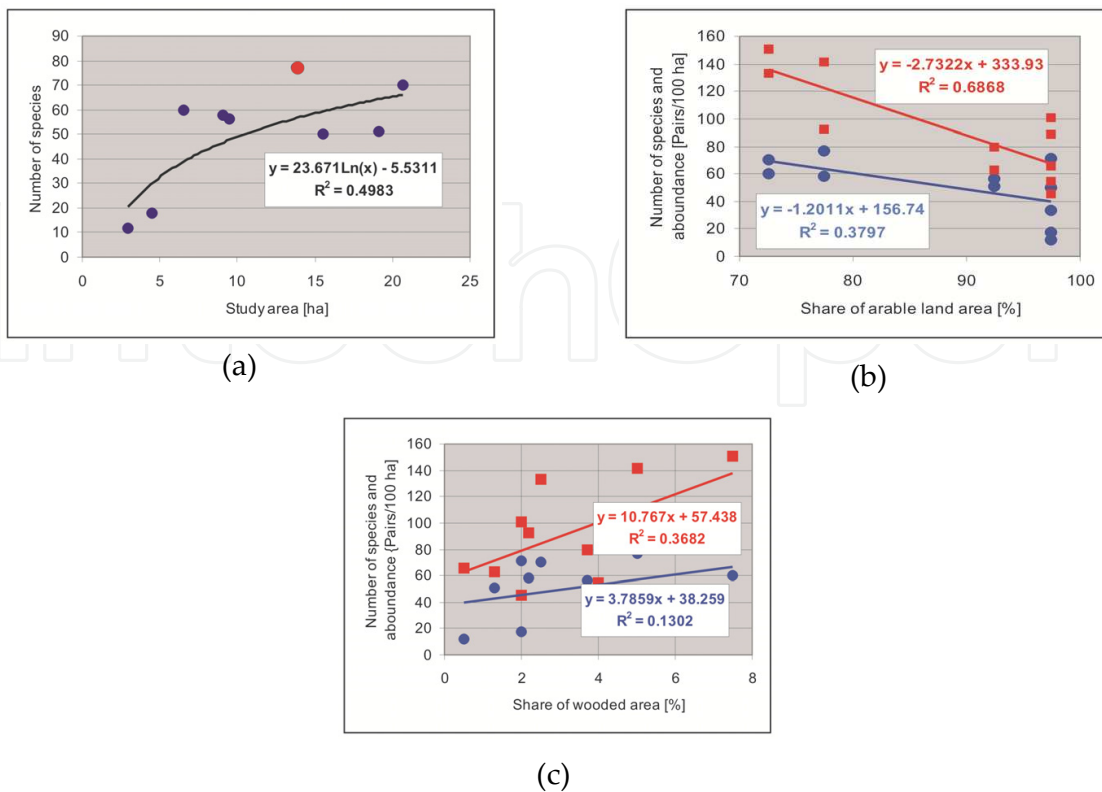 90
80
70
60
50
40
30
20
10
0
Number of species
y = 23.671Ln(x) - 5.5311
R² = 0.4983
0 5 10 15 20 25
Study area [ha]
(a)
160
140
120
100
80
60
40
20
0
Number of species and
aboundance [Pairs/100 ha]
y = -2.7322x + 333.93
R² = 0.6868
y = -1.2011x + 156.74
R² = 0.3797
70 80 90 100
Share of arable land area [%]
(b)
160
140
120
100
80
60
40
20
0
Number of species and
aboundance {Pairs/100 ha]
y = 10.767x + 57.438
R² = 0.3682
y = 3.7859x + 38.259
R² = 0.1302
0 2 4 6 8
Share of wooded area [%]
(c)